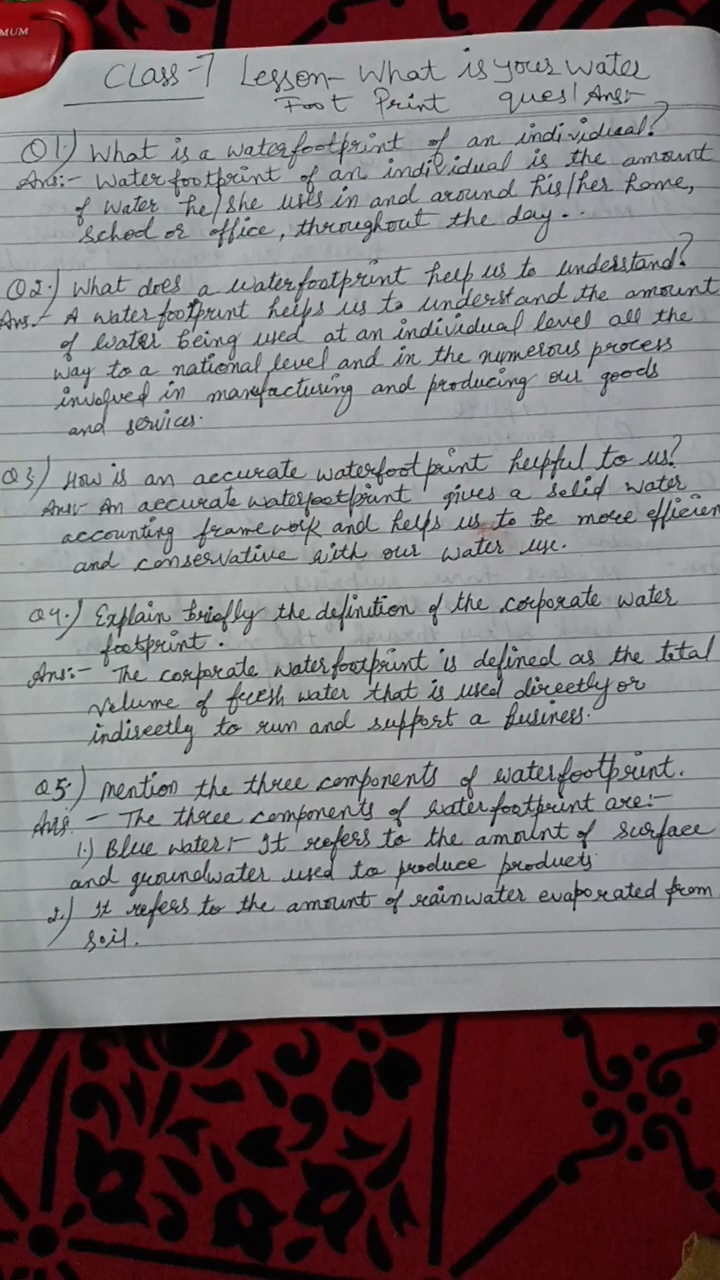 MUM
Class-7 Lesson- What is your water
Foot Print ques/Ans:-
Q1.) What is a waterfootprint of an individual?
Ans:- Waterfootprint of an individual is the amount
of water he/she uses in and around his/her home,
school or office, throughout the day...
Q2.) What does a waterfootprint help us to understand?
Ans.- A waterfootprint helps us to understand the amount
of water being used at an individual level all the
way to a national level and in the numerous process
involved in manufacturing and producing our goods
and services.
Q3) How is an accurate waterfootprint helpful to us?
Ans:- An accurate waterfootprint gives a solid water
accounting framework and helps us to be more efficien
and conservative with our water use.
Q4.) Explain briefly the definition of the corporate water
footprint.
Ans:- The corporate waterfootprint is defined as the total
volume of fresh water that is used directly or
indirectly to run and support a business.
Q5.) Mention the three components of waterfootprint.
Ans. - The three components of waterfootprint are:-
1.) Blue water:- It refers to the amount of surface
and groundwater used to produce products
2.) It refers to the amount of rainwater evaporated from
soil.